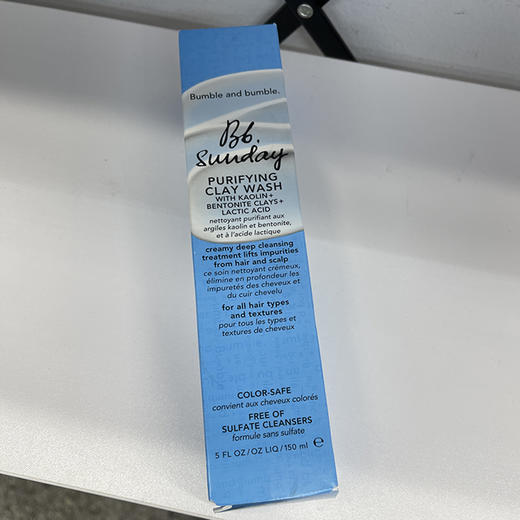 Bumble and bumble.
Bb.
Sunday
PURIFYING
CLAY WASH
WITH KAOLIN+
BENTONITE CLAYS+
LACTIC ACID
nettoyant purifiant aux
argiles kaolin et bentonite,
et à l'acide lactique
creamy deep cleansing
treatment lifts impurities
from hair and scalp
ce soin nettoyant crémeux,
élimine en profondeur les
impuretés des cheveux et
du cuir chevelu
for all hair types
and textures
pour tous les types et
textures de cheveux
COLOR-SAFE
convient aux cheveux colorés
FREE OF
SULFATE CLEANSERS
formule sans sulfate
5 FL OZ/OZ LIQ/150 ml ℮